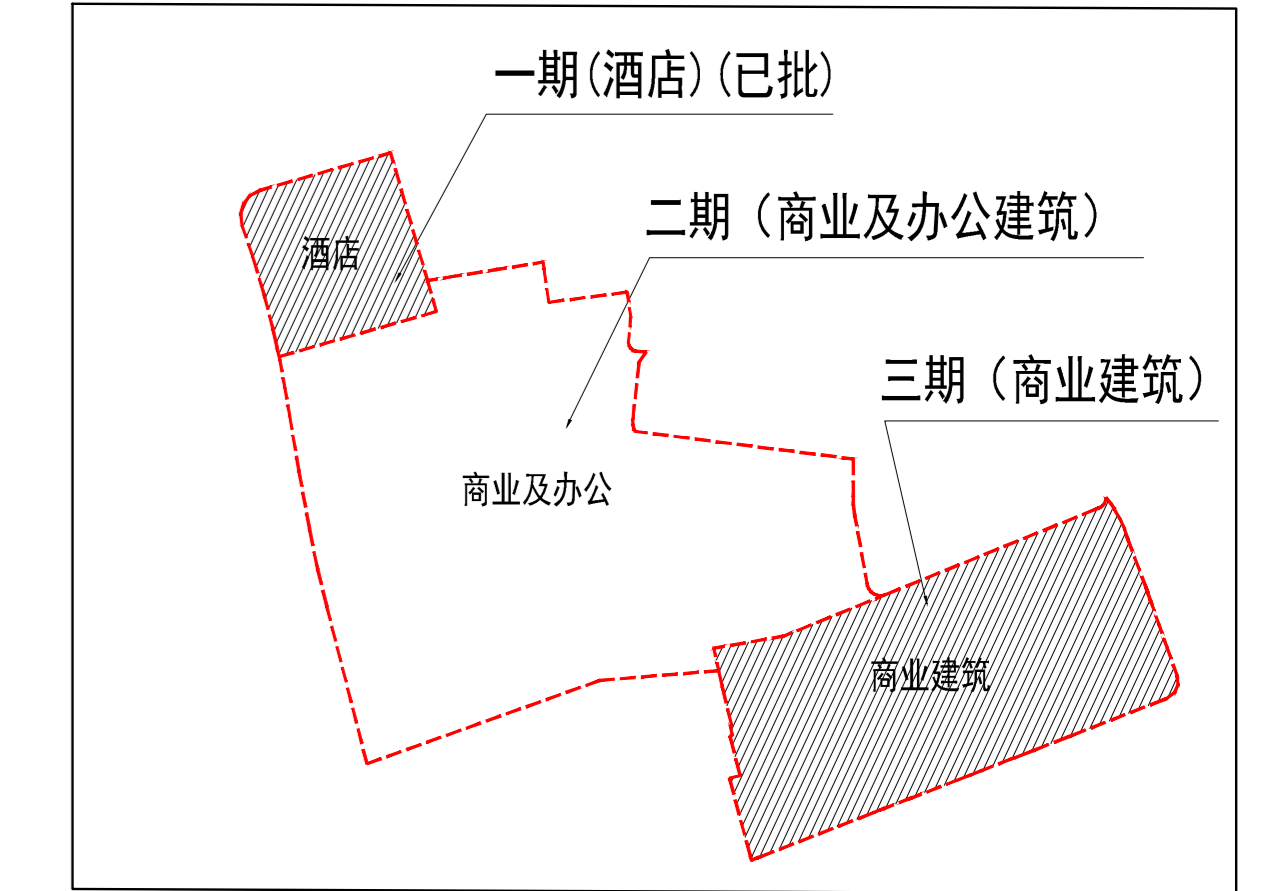 一期(酒店)(已批)
酒店
二期（商业及办公建筑）
三期（商业建筑）
商业及办公
商业建筑